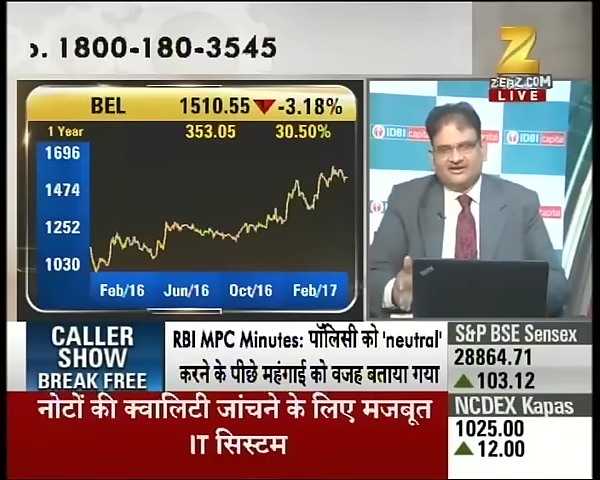 o. 1800-180-3545
Z
ZEEBIZ.COM
LIVE
BEL 1510.55 -3.18%
1 Year 353.05 30.50%
1696
1474
1252
1030
Feb/16 Jun/16 Oct/16 Feb/17
IDBI capital
IDBI capital
CALLER
SHOW
BREAK FREE
RBI MPC Minutes: पॉलिसी को 'neutral'
करने के पीछे महंगाई को वजह बताया गया
S&P BSE Sensex
28864.71
103.12
नोटों की क्वालिटी जांचने के लिए मजबूत
IT सिस्टम
NCDEX Kapas
1025.00
12.00